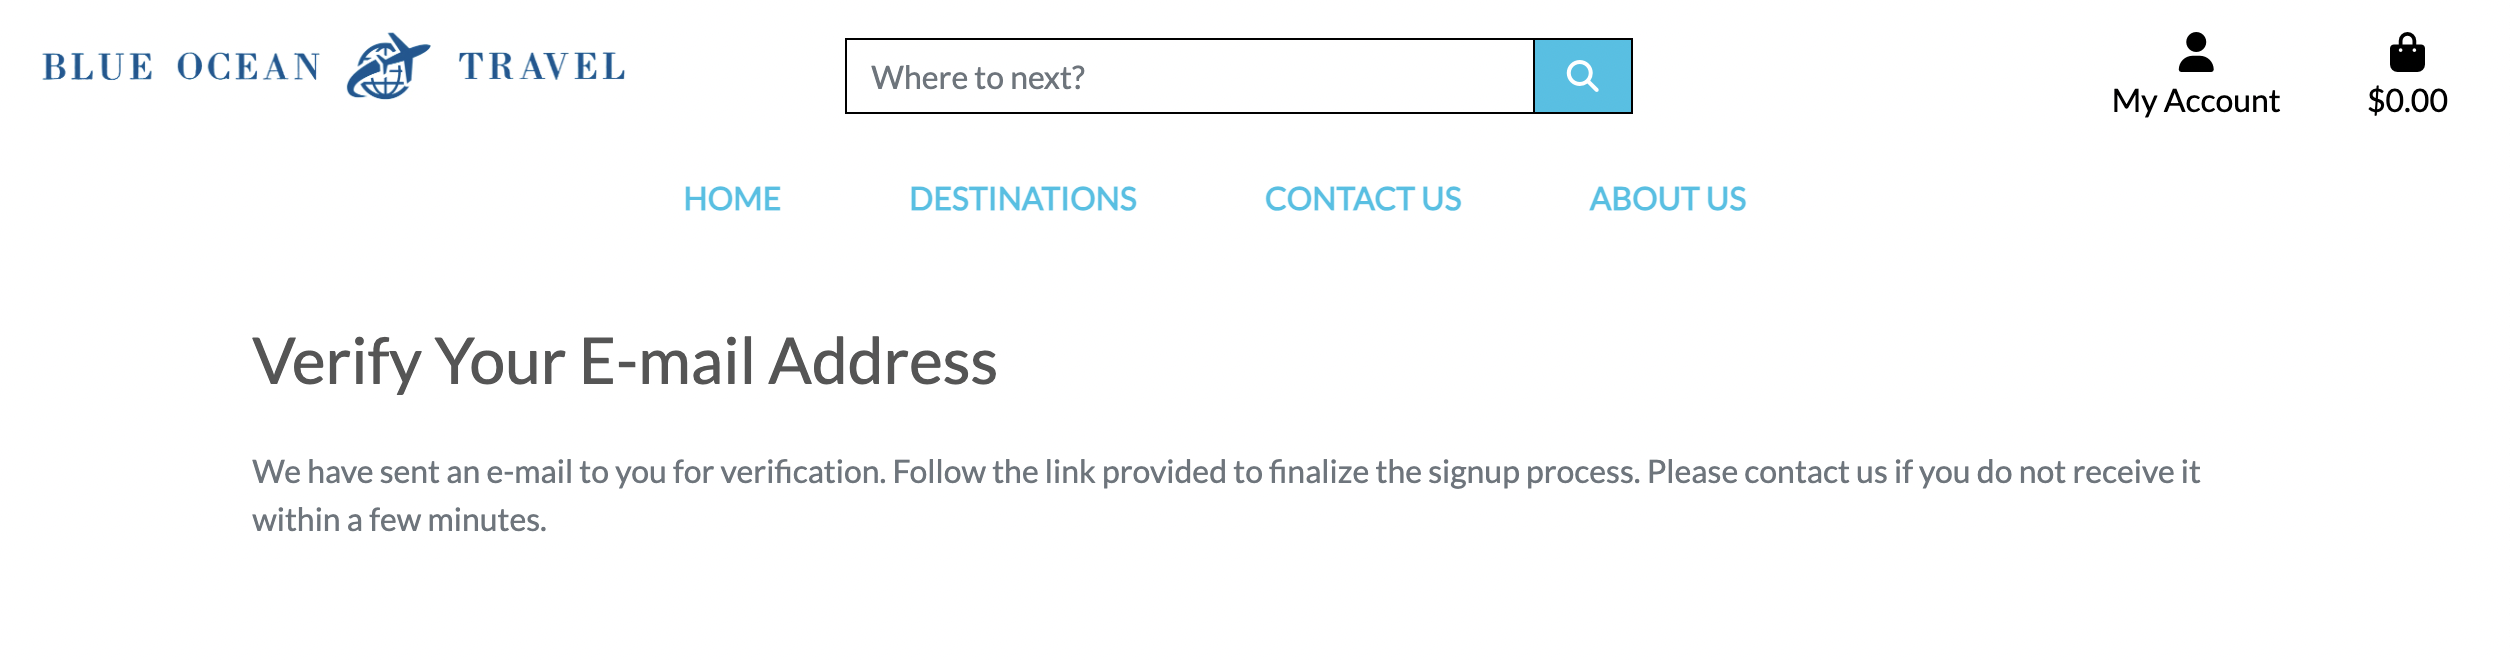 BLUE OCEAN TRAVEL
Where to next?
My Account
$0.00
HOME
DESTINATIONS
CONTACT US
ABOUT US
Verify Your E-mail Address
We have sent an e-mail to you for verification. Follow the link provided to finalize the signup process. Please contact us if you do not receive it
within a few minutes.